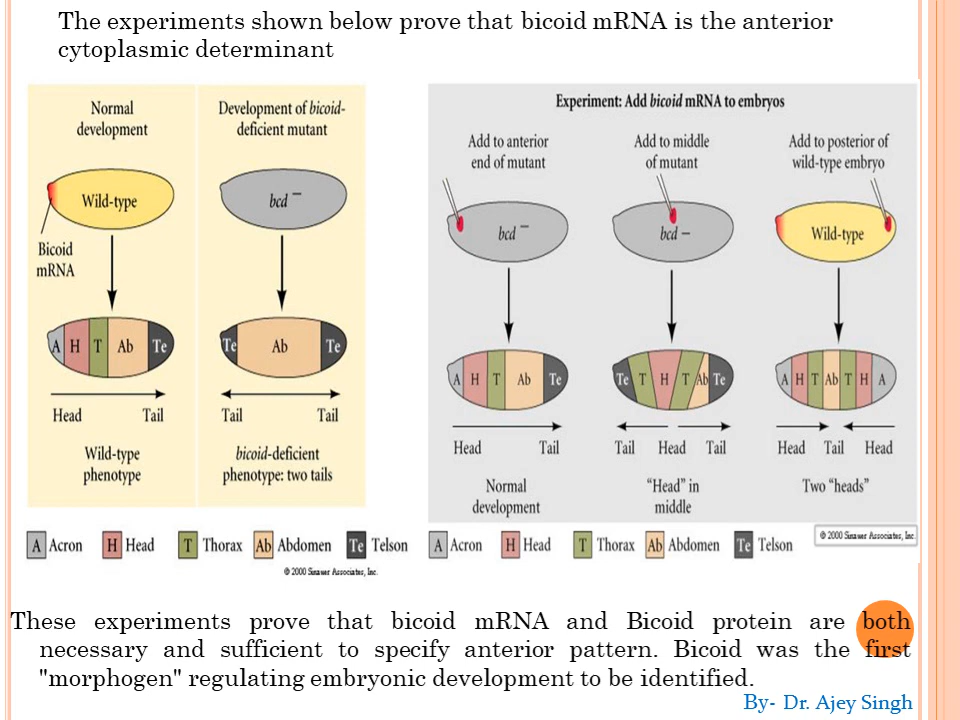 The experiments shown below prove that bicoid mRNA is the anterior
cytoplasmic determinant
Normal
development
Wild-type
Bicoid
mRNA
A H T Ab Te
Head Tail
Wild-type
phenotype
Development of bicoid-
deficient mutant
bcd –
Te Ab Te
Tail Tail
bicoid-deficient
phenotype: two tails
A Acron H Head T Thorax Ab Abdomen Te Telson
© 2000 Sinauer Associates, Inc.
Experiment: Add bicoid mRNA to embryos
Add to anterior
end of mutant
bcd –
A H T Ab Te
Head Tail
Normal
development
Add to middle
of mutant
bcd –
Te T H T Ab Te
Tail Head Tail
“Head” in
middle
Add to posterior of
wild-type embryo
Wild-type
A H T Ab T H A
Head Tail Head
Two “heads”
A Acron H Head T Thorax Ab Abdomen Te Telson
© 2000 Sinauer Associates, Inc.
These experiments prove that bicoid mRNA and Bicoid protein are both
necessary and sufficient to specify anterior pattern. Bicoid was the first
"morphogen" regulating embryonic development to be identified.
By- Dr. Ajey Singh